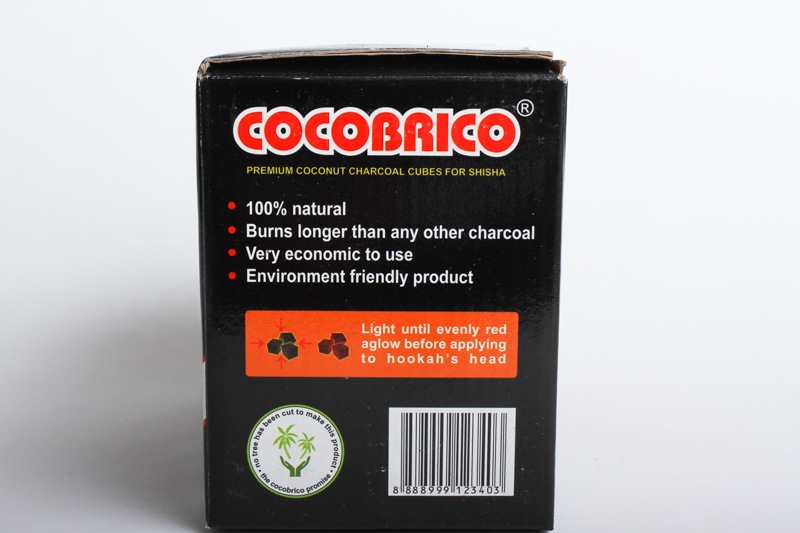 COCOBRICO®
PREMIUM COCONUT CHARCOAL CUBES FOR SHISHA
100% natural
Burns longer than any other charcoal
Very economic to use
Environment friendly product
Light until evenly red
aglow before applying
to hookah's head
no tree has been cut to make this product
• the cocobrico promise •
8 888999 123403